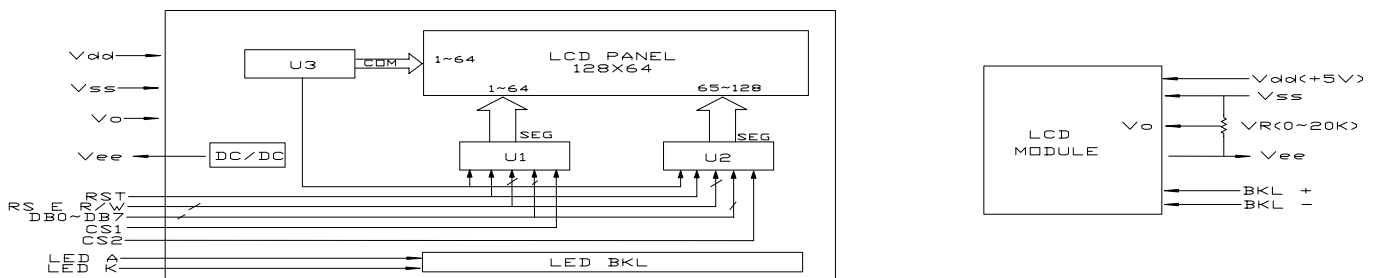 Vdd
Vss
Vo
Vee
RST
RS E R/W
DB0~DB7
CS1
CS2
LED A
LED K
U3
COM
1~64
LCD PANEL
128X64
1~64
65~128
SEG
SEG
DC/DC
U1
U2
LED BKL
LCD
MODULE
Vo
Vdd(+5V)
Vss
VR(0~20K)
Vee
BKL +
BKL -